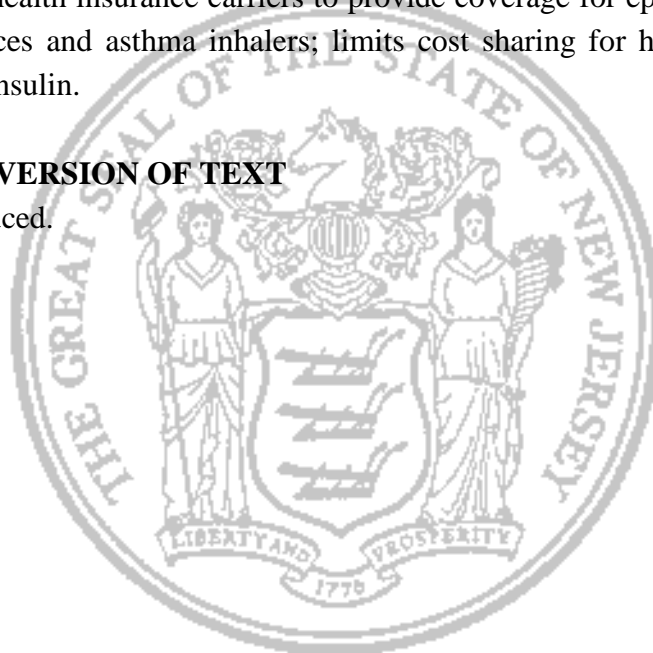 health insurance carriers to provide coverage for ep
ces and asthma inhalers; limits cost sharing for h
nsulin.
VERSION OF TEXT
uced.
THE GREAT SEAL OF THE STATE OF NEW JERSEY
LIBERTY AND PROSPERITY
1776